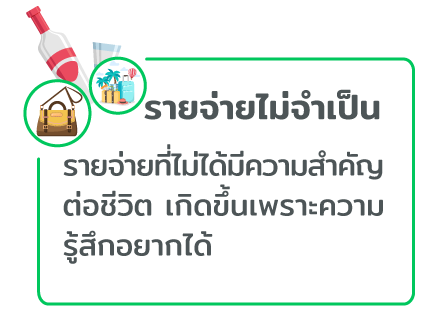 รายจ่ายไม่จำเป็น
รายจ่ายที่ไม่ได้มีความสำคัญ
ต่อชีวิต เกิดขึ้นเพราะความ
รู้สึกอยากได้